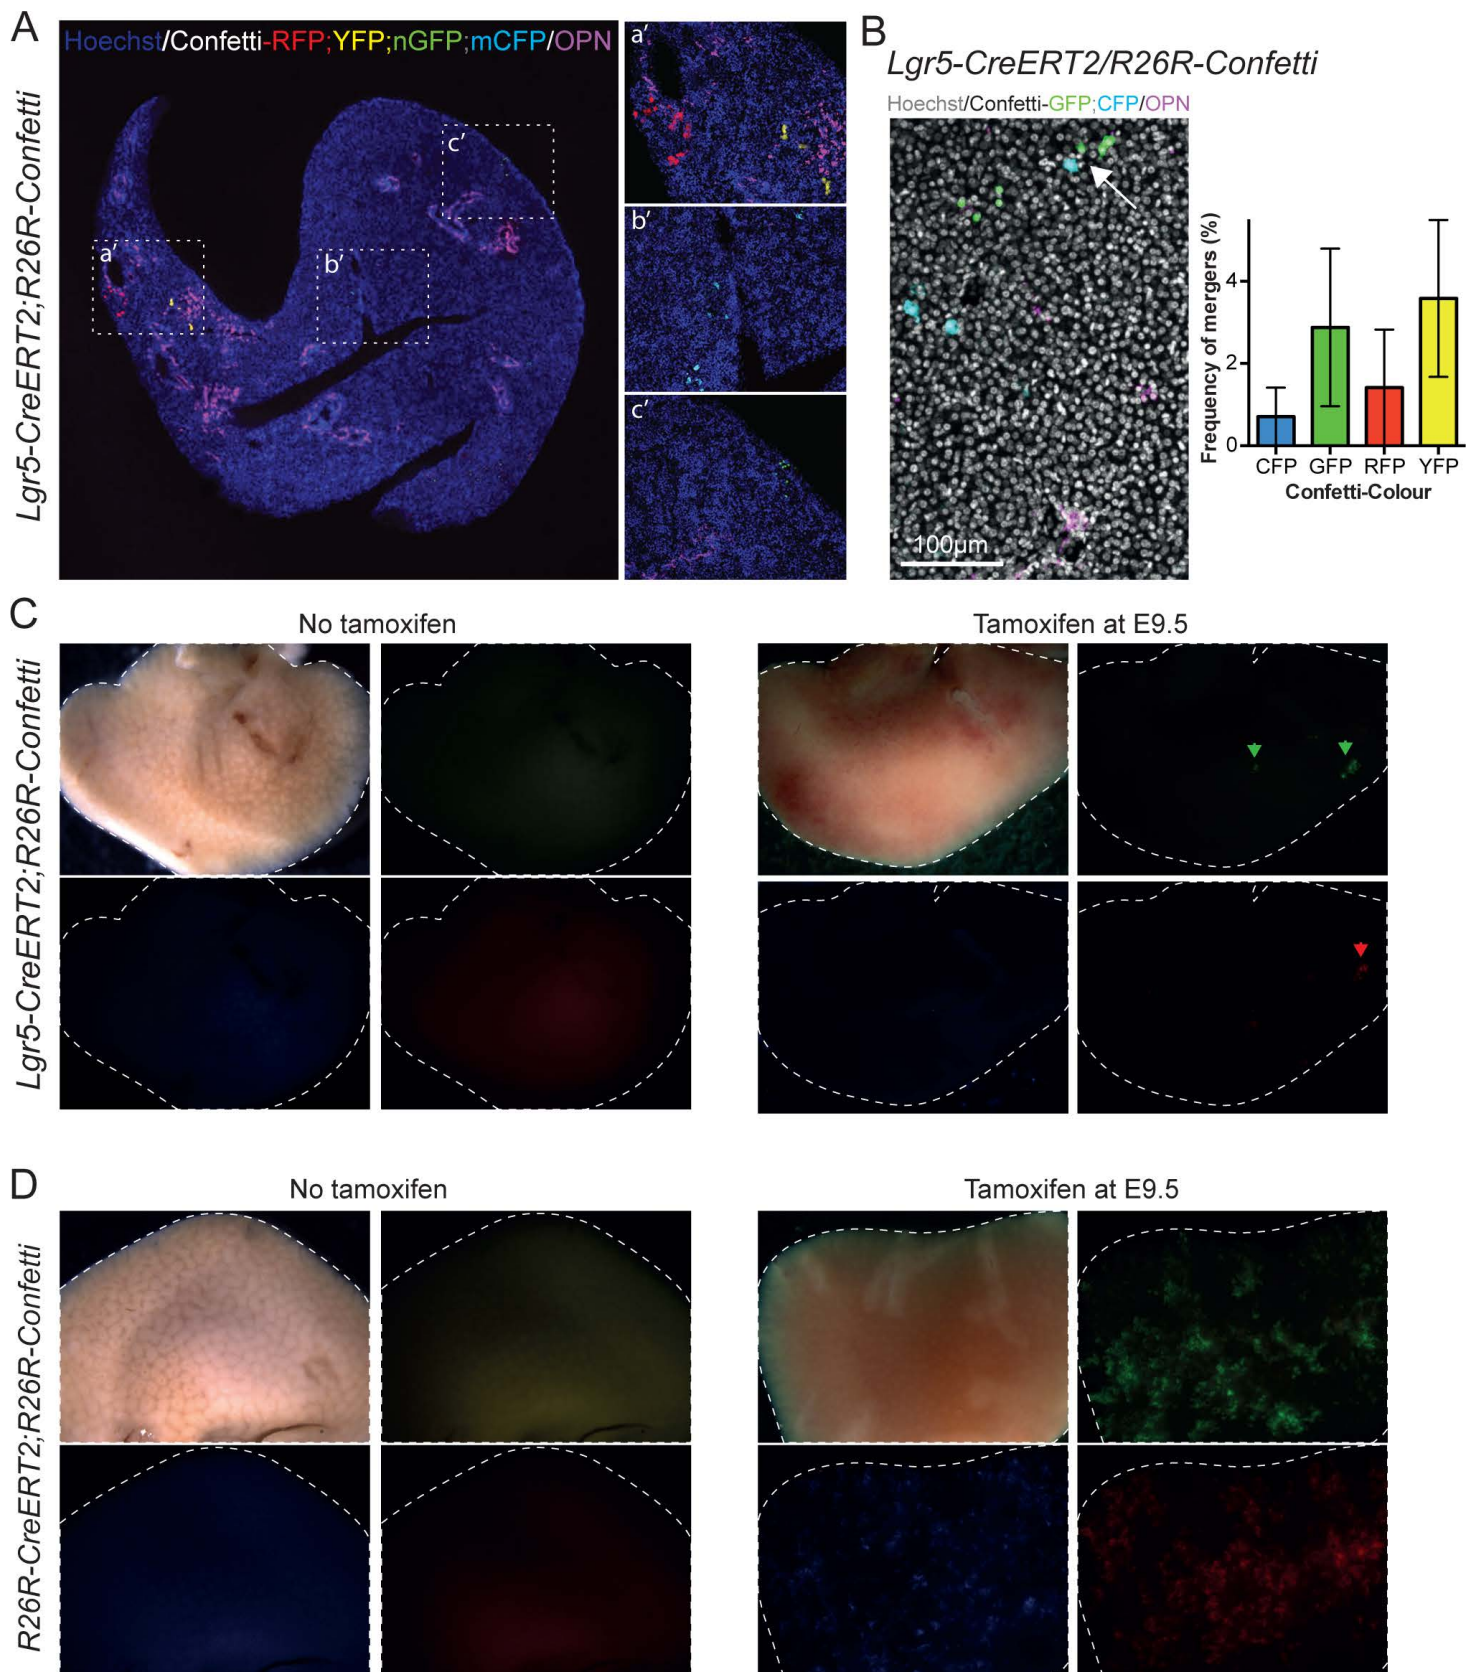 A
Hoechst/Confetti-RFP;YFP;nGFP;mCFP/OPN
Lgr5-CreERT2;R26R-Confetti
a'
b'
c'
a'
b'
c'
B
Lgr5-CreERT2/R26R-Confetti
Hoechst/Confetti-GFP;CFP/OPN
100µm
Frequency of mergers (%)
4
2
0
CFP GFP RFP YFP
Confetti-Colour
C
No tamoxifen
Tamoxifen at E9.5
Lgr5-CreERT2;R26R-Confetti
D
No tamoxifen
Tamoxifen at E9.5
R26R-CreERT2;R26R-Confetti